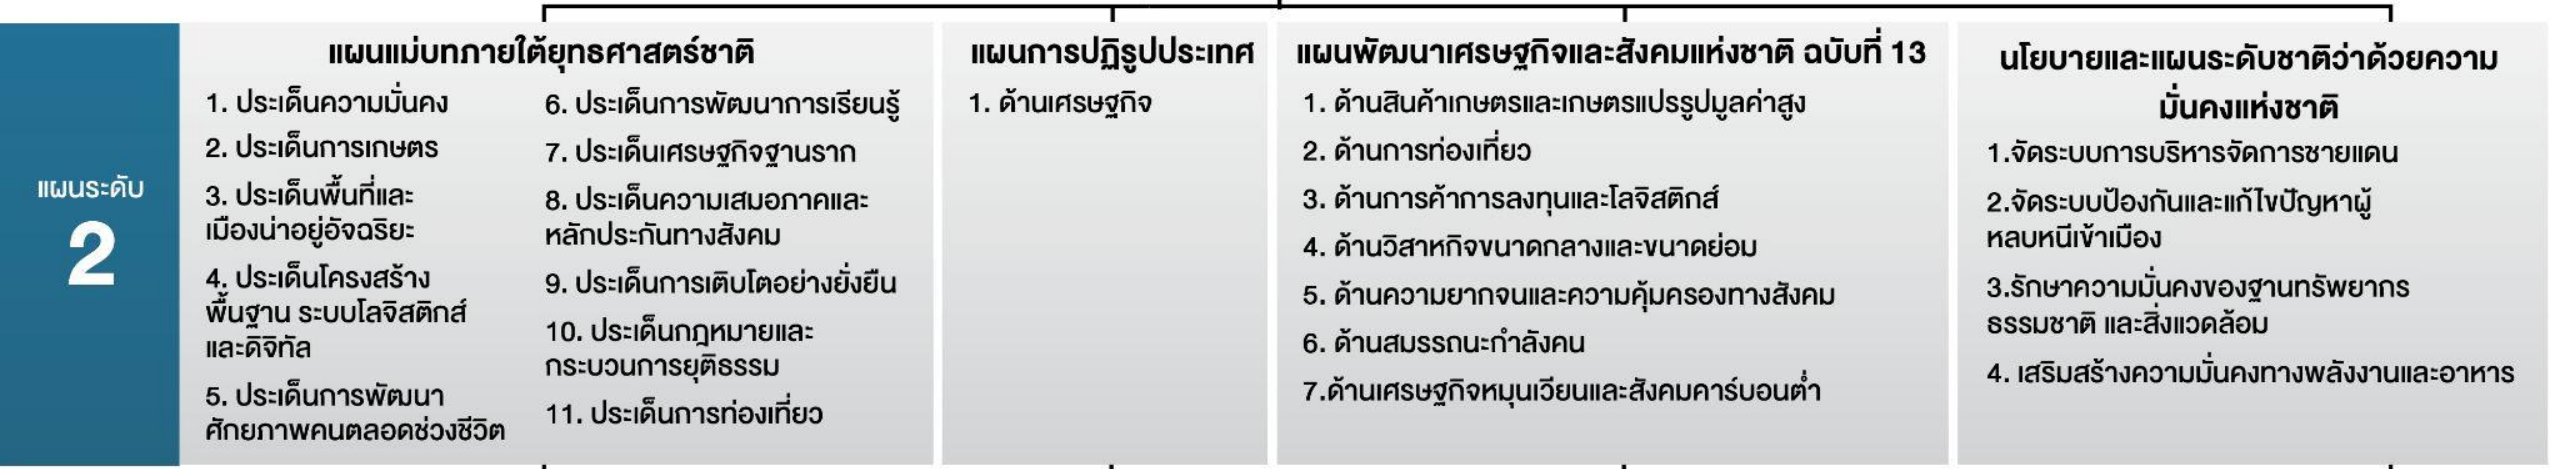 แผนระดับ
2
แผนแม่บทภายใต้ยุทธศาสตร์ชาติ
1. ประเด็นความมั่นคง
2. ประเด็นการเกษตร
3. ประเด็นพื้นที่และ
เมืองน่าอยู่อัจฉริยะ
4. ประเด็นโครงสร้าง
พื้นฐาน ระบบโลจิสติกส์
และดิจิทัล
5. ประเด็นการพัฒนา
ศักยภาพคนตลอดช่วงชีวิต
6. ประเด็นการพัฒนาการเรียนรู้
7. ประเด็นเศรษฐกิจฐานราก
8. ประเด็นความเสมอภาคและ
หลักประกันทางสังคม
9. ประเด็นการเติบโตอย่างยั่งยืน
10. ประเด็นกฎหมายและ
กระบวนการยุติธรรม
11. ประเด็นการท่องเที่ยว
แผนการปฏิรูปประเทศ
1. ด้านเศรษฐกิจ
แผนพัฒนาเศรษฐกิจและสังคมแห่งชาติ ฉบับที่ 13
1. ด้านสินค้าเกษตรและเกษตรแปรรูปมูลค่าสูง
2. ด้านการท่องเที่ยว
3. ด้านการค้าการลงทุนและโลจิสติกส์
4. ด้านวิสาหกิจขนาดกลางและขนาดย่อม
5. ด้านความยากจนและความคุ้มครองทางสังคม
6. ด้านสมรรถนะกำลังคน
7.ด้านเศรษฐกิจหมุนเวียนและสังคมคาร์บอนต่ำ
นโยบายและแผนระดับชาติว่าด้วยความ
มั่นคงแห่งชาติ
1.จัดระบบการบริหารจัดการชายแดน
2.จัดระบบป้องกันและแก้ไขปัญหาผู้
หลบหนีเข้าเมือง
3.รักษาความมั่นคงของฐานทรัพยากร
ธรรมชาติ และสิ่งแวดล้อม
4. เสริมสร้างความมั่นคงทางพลังงานและอาหาร